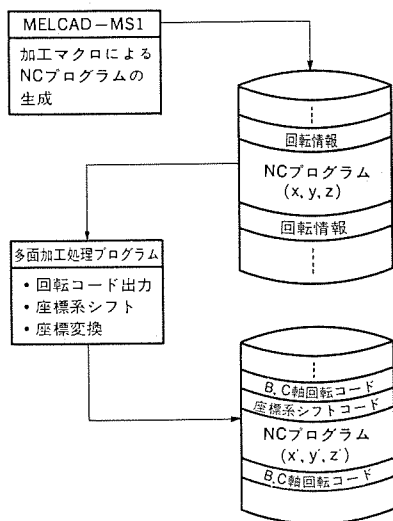 MELCAD−MS1
加工マクロによる
NCプログラムの
生成
回転情報
NCプログラム
(x, y, z)
回転情報
多面加工処理プログラム
・回転コード出力
・座標系シフト
・座標変換
B, C軸回転コード
座標系シフトコード
NCプログラム
(x′, y′, z′)
B, C軸回転コード